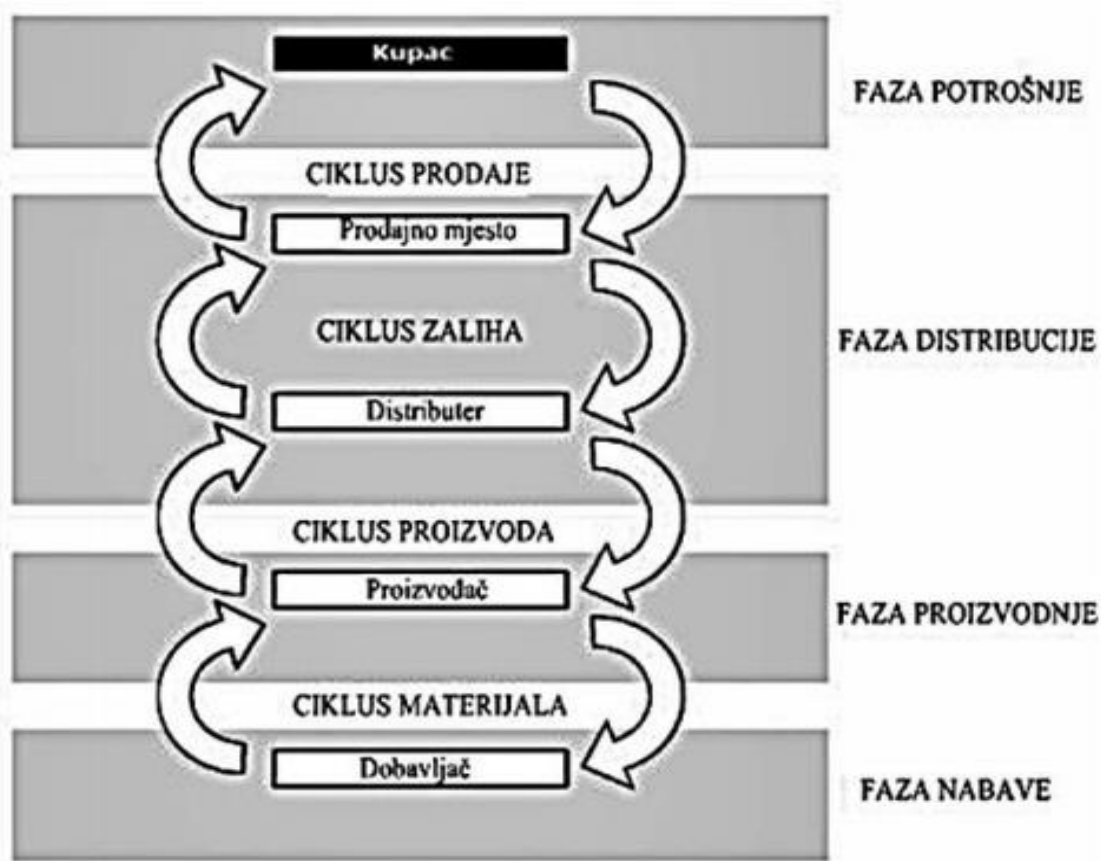 Kupac
FAZA POTROŠNJE
CIKLUS PRODAJE
Prodajno mjesto
CIKLUS ZALIHA
FAZA DISTRIBUCIJE
Distributer
CIKLUS PROIZVODA
Proizvođač
FAZA PROIZVODNJE
CIKLUS MATERIJALA
Dobavljač
FAZA NABAVE